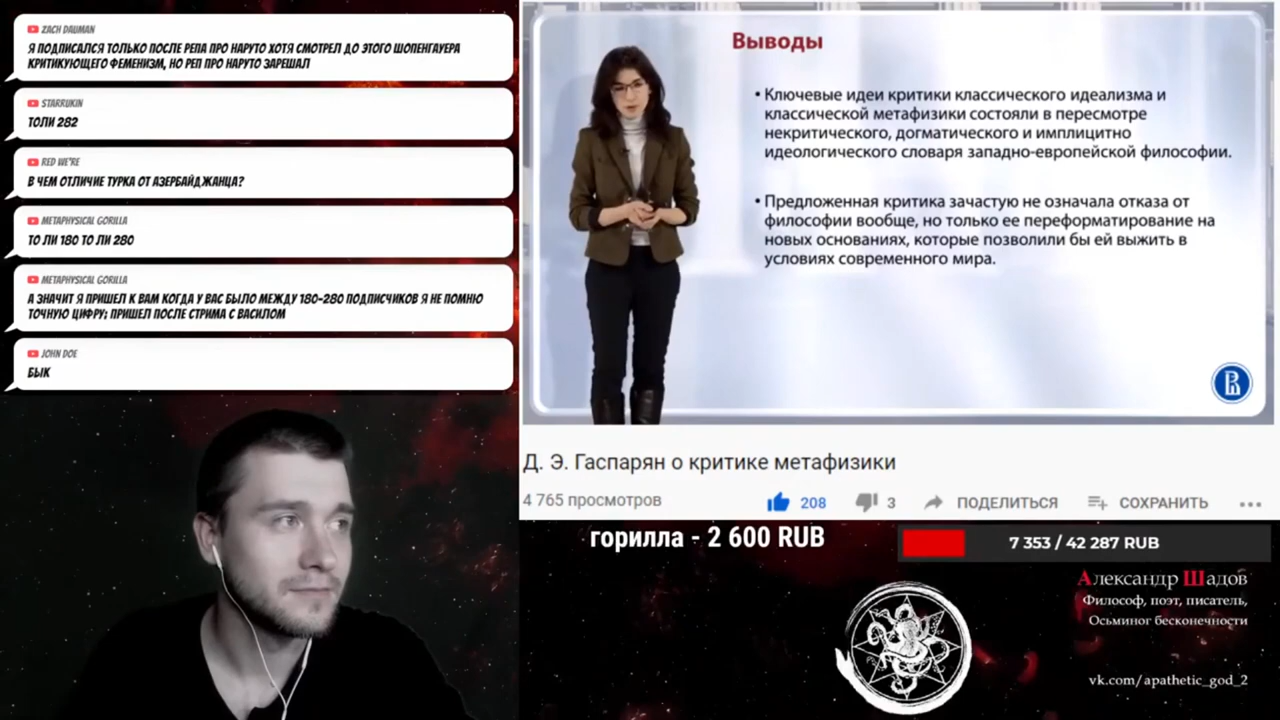 ZACH DAUMAN
Я ПОДПИСАЛСЯ ТОЛЬКО ПОСЛЕ РЕПА ПРО НАРУТО ХОТЯ СМОТРЕЛ ДО ЭТОГО ШОПЕНГАУЕРА
КРИТИКУЮЩЕГО ФЕМЕНИЗМ, НО РЕП ПРО НАРУТО ЗАРЕШАЛ
STARRUKIN
ТОЛИ 282
RED WE'RE
В ЧЕМ ОТЛИЧИЕ ТУРКА ОТ АЗЕРБАЙДЖАНЦА?
METAPHYSICAL GORILLA
ТО ЛИ 180 ТО ЛИ 280
METAPHYSICAL GORILLA
А ЗНАЧИТ Я ПРИШЕЛ К ВАМ КОГДА У ВАС БЫЛО МЕЖДУ 180-280 ПОДПИСЧИКОВ Я НЕ ПОМНЮ
ТОЧНУЮ ЦИФРУ; ПРИШЕЛ ПОСЛЕ СТРИМА С ВАСИЛОМ
JOHN DOE
БЫК
Выводы
• Ключевые идеи критики классического идеализма и
классической метафизики состояли в пересмотре
некритического, догматического и имплицитно
идеологического словаря западно-европейской философии.
• Предложенная критика зачастую не означала отказа от
философии вообще, но только ее переформатирование на
новых основаниях, которые позволили бы ей выжить в
условиях современного мира.
Д. Э. Гаспарян о критике метафизики
4 765 просмотров
208
3
ПОДЕЛИТЬСЯ
СОХРАНИТЬ
горилла - 2 600 RUB
7 353 / 42 287 RUB
Александр Шадов
Философ, поэт, писатель,
Осьминог бесконечности
vk.com/apathetic_god_2